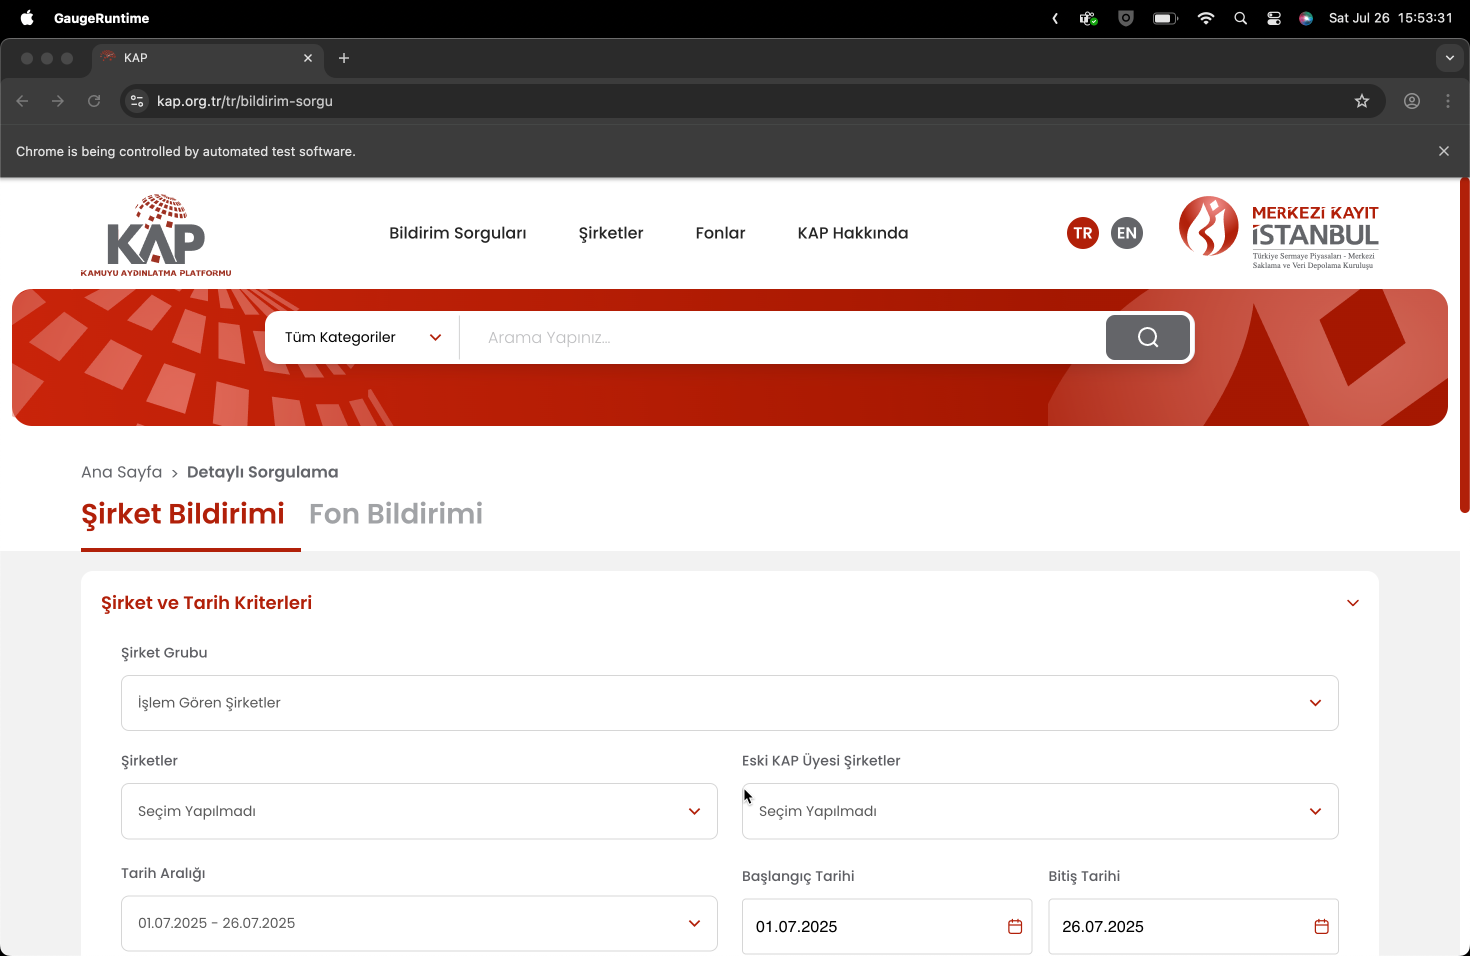 GaugeRuntime
Sat Jul 26 15:53:31
KAP
kap.org.tr/tr/bildirim-sorgu
Chrome is being controlled by automated test software.
KAP
KAMUYU AYDINLATMA PLATFORMU
Bildirim Sorguları
Şirketler
Fonlar
KAP Hakkında
TR
EN
MERKEZİ KAYIT
İSTANBUL
Türkiye Sermaye Piyasaları - Merkezi
Saklama ve Veri Depolama Kuruluşu
Tüm Kategoriler
Arama Yapınız...
Ana Sayfa > Detaylı Sorgulama
Şirket Bildirimi
Fon Bildirimi
Şirket ve Tarih Kriterleri
Şirket Grubu
İşlem Gören Şirketler
Şirketler
Eski KAP Üyesi Şirketler
Seçim Yapılmadı
Seçim Yapılmadı
Tarih Aralığı
Başlangıç Tarihi
Bitiş Tarihi
01.07.2025 - 26.07.2025
01.07.2025
26.07.2025